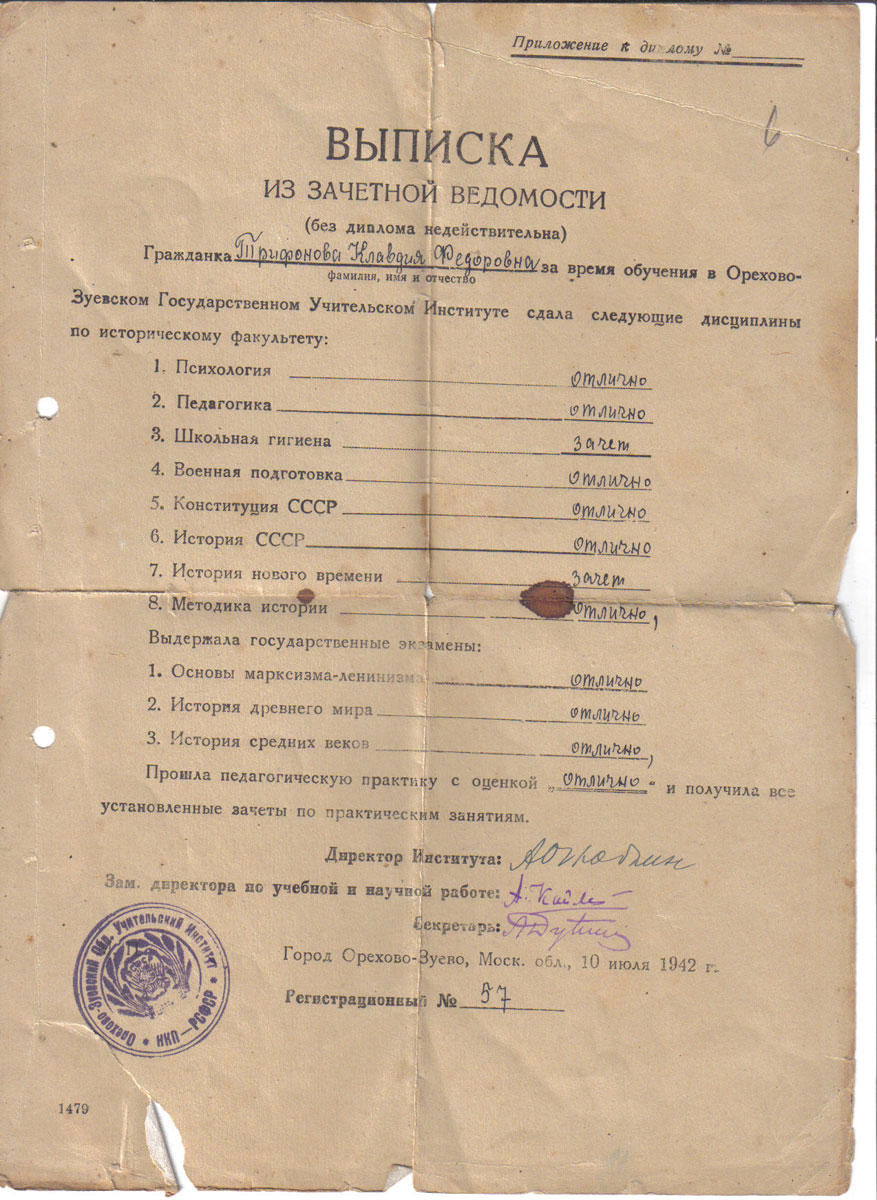 Приложение к диплому №
6
ВЫПИСКА
ИЗ ЗАЧЕТНОЙ ВЕДОМОСТИ
(без диплома недействительна)
Гражданка Трифонова Клавдия Федоровна за время обучения в Орехово-
фамилия, имя и отчество
Зуевском Государственном Учительском Институте сдала следующие дисциплины
по историческому факультету:
1. Психология отлично
2. Педагогика отлично
3. Школьная гигиена зачет
4. Военная подготовка отлично
5. Конституция СССР отлично
6. История СССР отлично
7. История нового времени зачет
8. Методика истории отлично,
Выдержала государственные экзамены:
1. Основы марксизма-ленинизма отлично
2. История древнего мира отлично
3. История средних веков отлично,
Прошла педагогическую практику с оценкой „отлично“ и получила все
установленные зачеты по практическим занятиям.
Директор Института:
Зам. директора по учебной и научной работе:
Секретарь:
Город Орехово-Зуево, Моск. обл., 10 июля 1942 г.
Регистрационный № 57
Орехово-Зуевский Обл. Учительский Институт * НКП—РСФСР *
1479